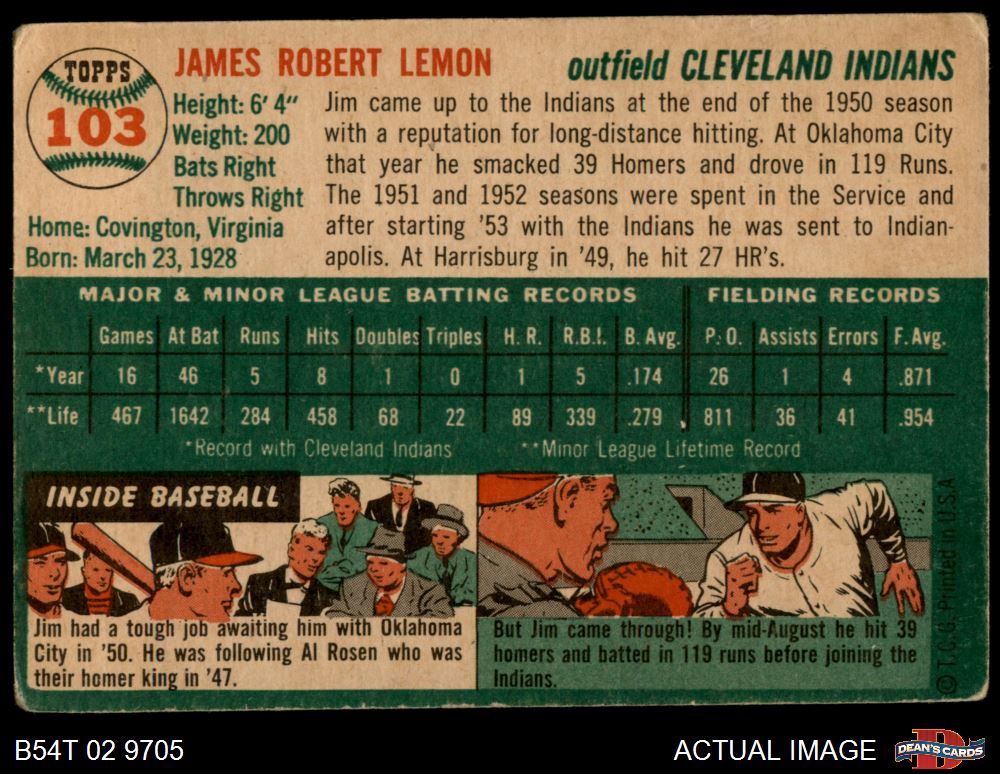 TOPPS
103
JAMES ROBERT LEMON
outfield CLEVELAND INDIANS
Height: 6' 4"
Weight: 200
Bats Right
Throws Right
Home: Covington, Virginia
Born: March 23, 1928
Jim came up to the Indians at the end of the 1950 season
with a reputation for long-distance hitting. At Oklahoma City
that year he smacked 39 Homers and drove in 119 Runs.
The 1951 and 1952 seasons were spent in the Service and
after starting '53 with the Indians he was sent to Indian-
apolis. At Harrisburg in '49, he hit 27 HR's.
MAJOR & MINOR LEAGUE BATTING RECORDS FIELDING RECORDS
Games At Bat Runs Hits Doubles Triples H. R. R.B.I. B. Avg. P. O. Assists Errors F. Avg.
*Year 16 46 5 8 1 0 1 5 .174 26 1 4 .871
**Life 467 1642 284 458 68 22 89 339 .279 811 36 41 .954
*Record with Cleveland Indians **Minor League Lifetime Record
INSIDE BASEBALL
Jim had a tough job awaiting him with Oklahoma
City in '50. He was following Al Rosen who was
their homer king in '47.
But Jim came through! By mid-August he hit 39
homers and batted in 119 runs before joining the
Indians.
© T.C.G. Printed in U.S.A.
B54T 02 9705
ACTUAL IMAGE
D
DEAN'S CARDS